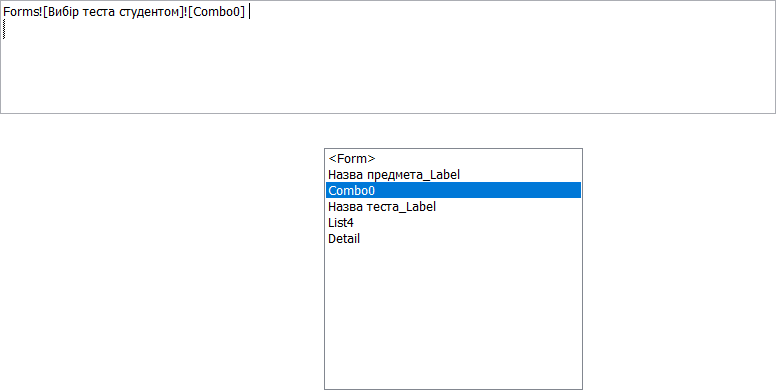 Forms![Вибір теста студентом]![Combo0]
<Form>
Назва предмета_Label
Combo0
Назва теста_Label
List4
Detail